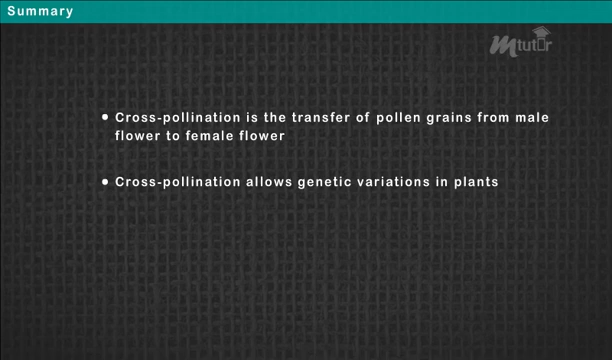 Summary
mtutor
• Cross-pollination is the transfer of pollen grains from male
flower to female flower
• Cross-pollination allows genetic variations in plants